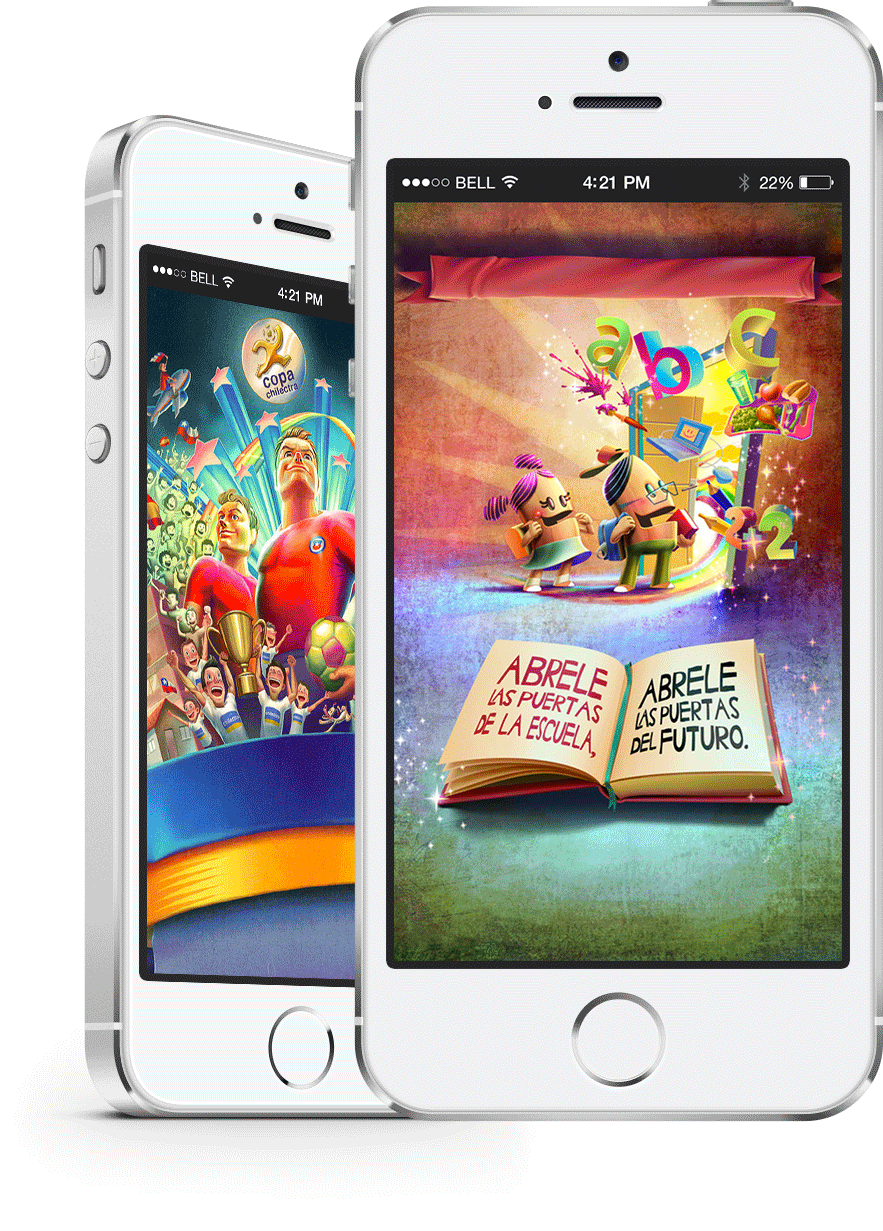 BELL
4:21 PM
copa
chilectra
BELL
4:21 PM
22%
a b c
2+2
ABRELE
LAS PUERTAS
DE LA ESCUELA,
ABRELE
LAS PUERTAS
DEL FUTURO.